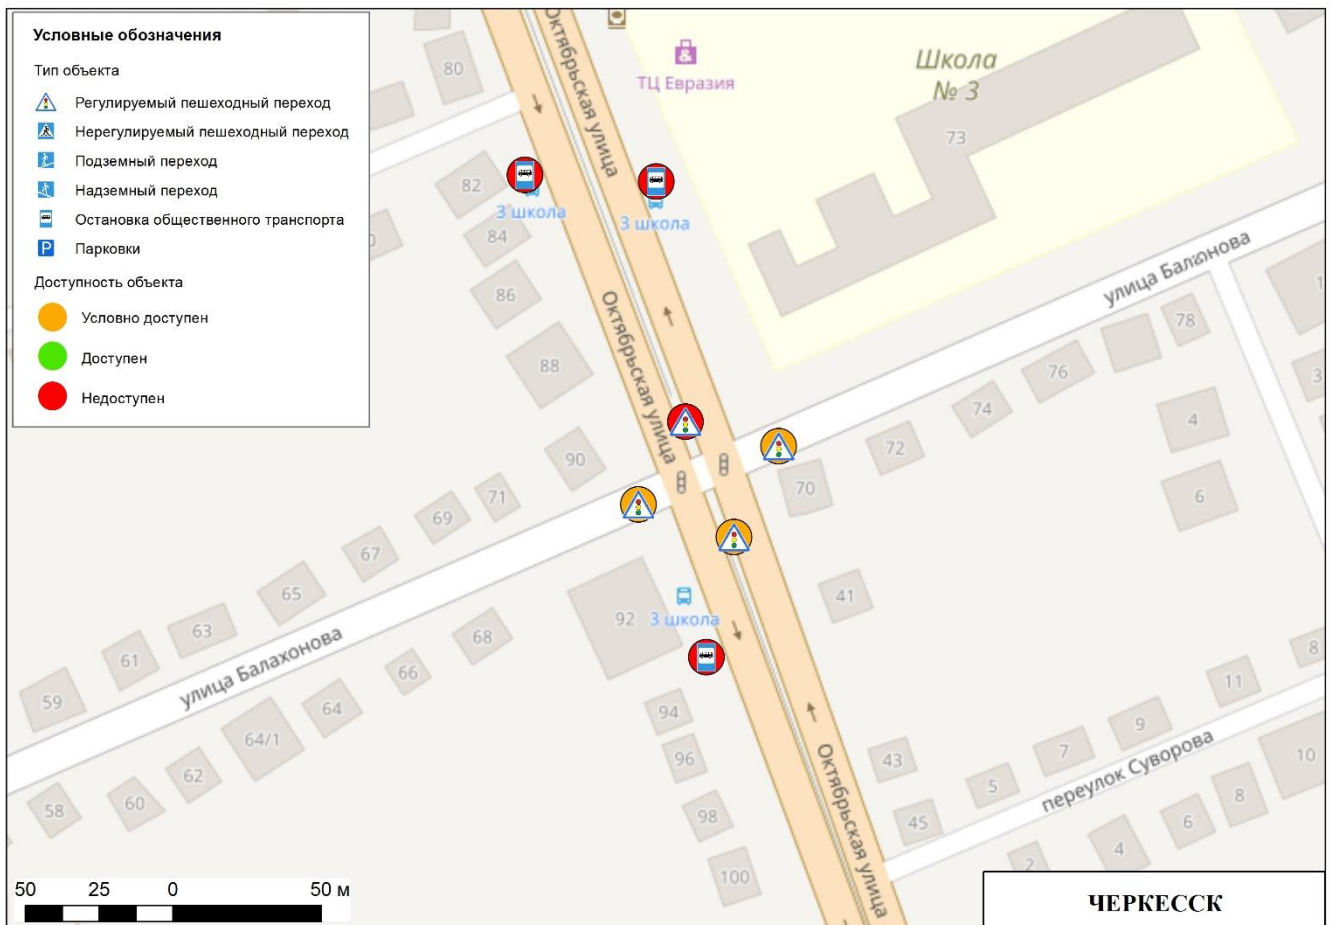 Условные обозначения
Тип объекта
Регулируемый пешеходный переход
Нерегулируемый пешеходный переход
Подземный переход
Надземный переход
Остановка общественного транспорта
P
Парковки
Доступность объекта
Условно доступен
Доступен
Недоступен
80
Октябрьская улица
ТЦ Евразия
Школа
№ 3
73
82
3 школа
3 школа
84
86
88
Октябрьская улица
улица Балахонова
78
76
74
72
70
4
6
3
1
90
71
69
67
65
63
61
59
92
3 школа
41
68
66
64
64/1
62
60
58
улица Балахонова
94
96
98
100
43
45
5
7
9
11
8
10
переулок Суворова
2
4
6
8
Октябрьская улица
50
25
0
50 м
ЧЕРКЕССК